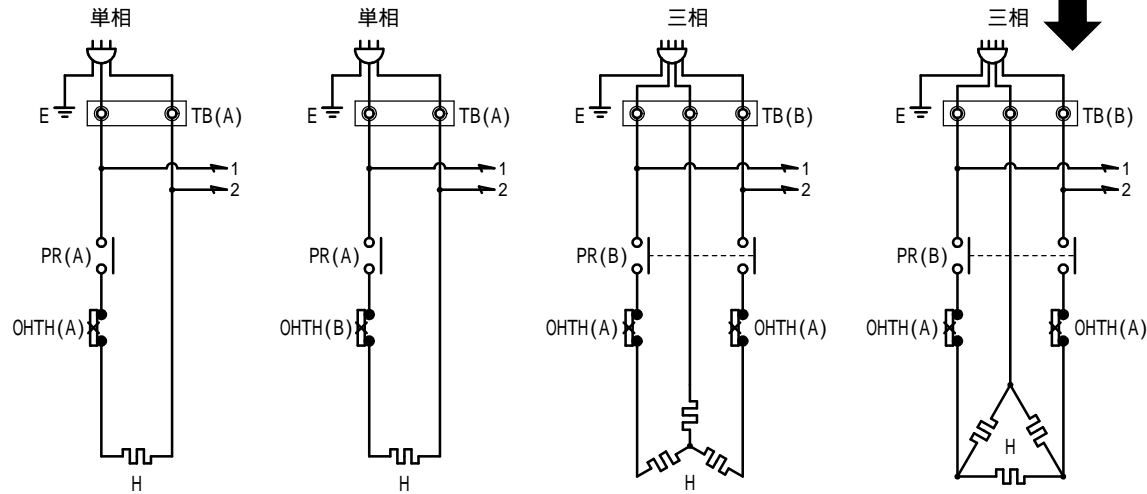 単相
単相
三相
三相
E TB(A)
E TB(A)
E TB(B)
E TB(B)
1
1
1
1
2
2
2
2
PR(A)
PR(A)
PR(B)
PR(B)
OHTH(A)
OHTH(B)
OHTH(A) OHTH(A)
OHTH(A) OHTH(A)
H
H
H
H